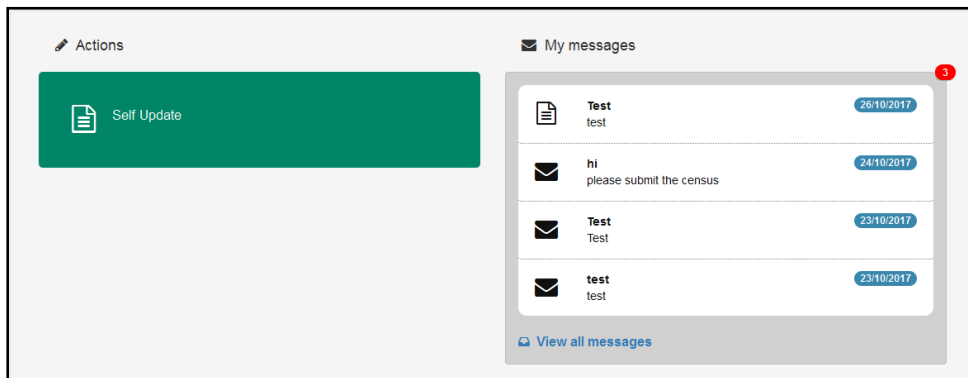 Actions
Self Update
My messages
3
Test
26/10/2017
test
hi
24/10/2017
please submit the census
Test
23/10/2017
Test
test
23/10/2017
test
View all messages